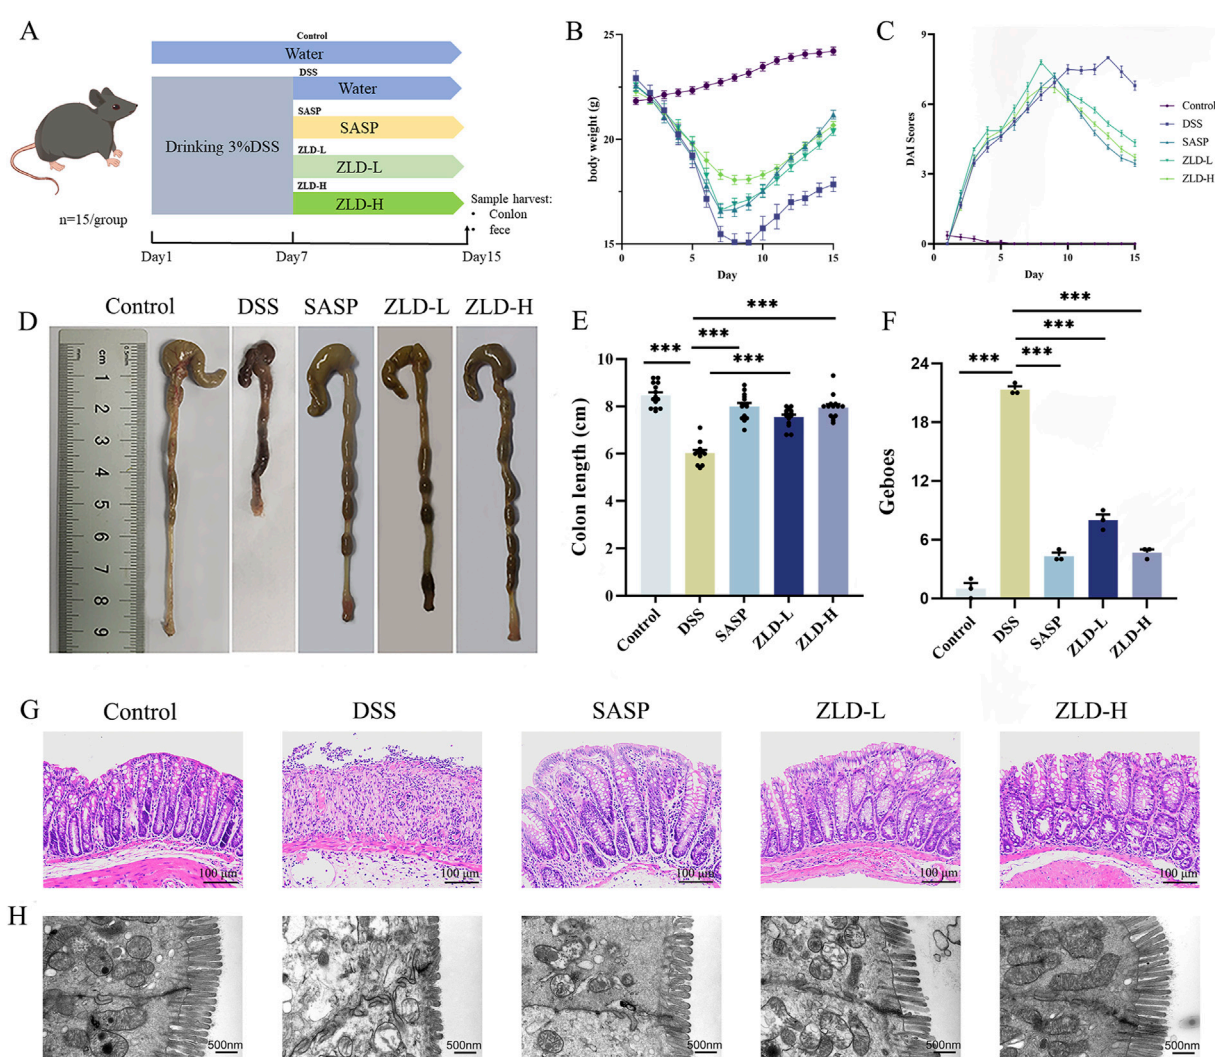 A
Control
Water
DSS
Water
SASP
SASP
Drinking 3%DSS
ZLD-L
ZLD-L
ZLD-H
ZLD-H
n=15/group
Sample harvest:
• Conlon
• fece
Day1
Day7
Day15
B
25
20
15
body weight (g)
0
5
10
15
Day
C
9
6
3
0
DAI Scores
0
5
10
15
Day
Control
DSS
SASP
ZLD-L
ZLD-H
D
Control
DSS
SASP
ZLD-L
ZLD-H
mm
cm
0.5mm
1
2
3
4
5
6
7
8
9
E
***
***
***
***
10
8
6
4
2
0
Colon length (cm)
Control
DSS
SASP
ZLD-L
ZLD-H
F
***
***
***
***
24
18
12
6
0
Geboes
Control
DSS
SASP
ZLD-L
ZLD-H
G
Control
DSS
SASP
ZLD-L
ZLD-H
100 μm
100 μm
100 μm
100 μm
100 μm
H
500nm
500nm
500nm
500nm
500nm